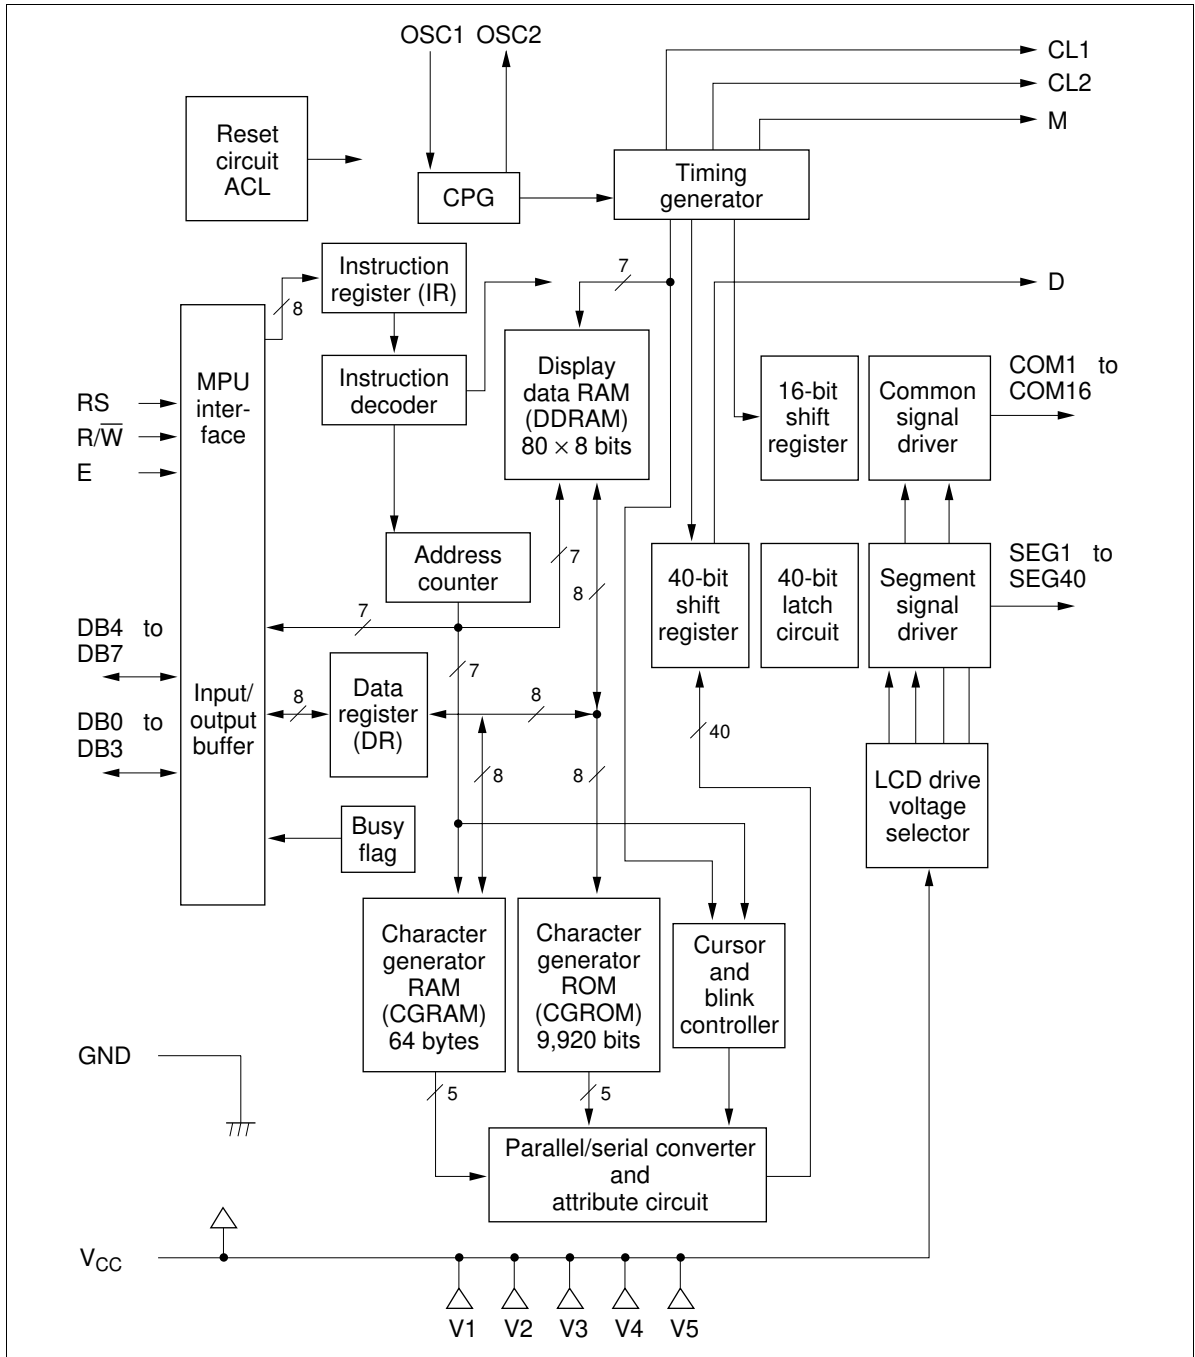 OSC1 OSC2
CL1
CL2
M
Reset
circuit
ACL
CPG
Timing
generator
Instruction
register (IR)
8
7
D
MPU
inter-
face
Instruction
decoder
Display
data RAM
(DDRAM)
80 × 8 bits
16-bit
shift
register
Common
signal
driver
COM1 to
COM16
RS
R/W̅
E
Address
counter
7
8
40-bit
shift
register
40-bit
latch
circuit
Segment
signal
driver
SEG1 to
SEG40
7
DB4 to
DB7
7
Input/
output
buffer
8
Data
register
(DR)
8
DB0 to
DB3
40
8
8
LCD drive
voltage
selector
Busy
flag
Character
generator
RAM
(CGRAM)
64 bytes
Character
generator
ROM
(CGROM)
9,920 bits
Cursor
and
blink
controller
GND
5
5
Parallel/serial converter
and
attribute circuit
VCC
V1 V2 V3 V4 V5